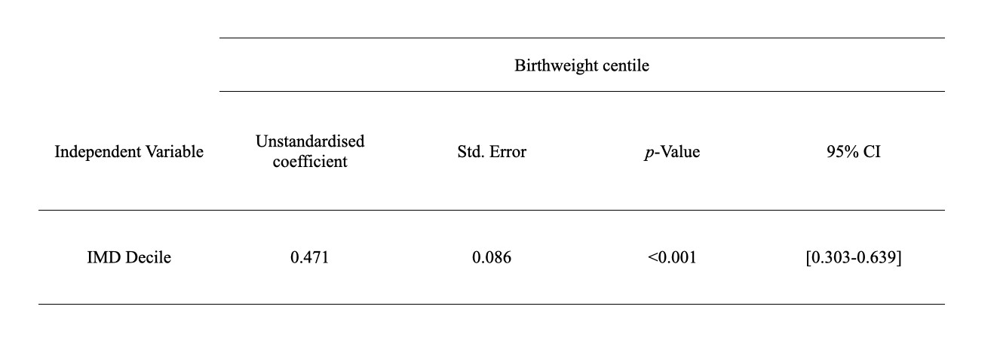 Birthweight centile
Independent Variable
Unstandardised
coefficient
Std. Error
p-Value
95% CI
IMD Decile
0.471
0.086
<0.001
[0.303-0.639]